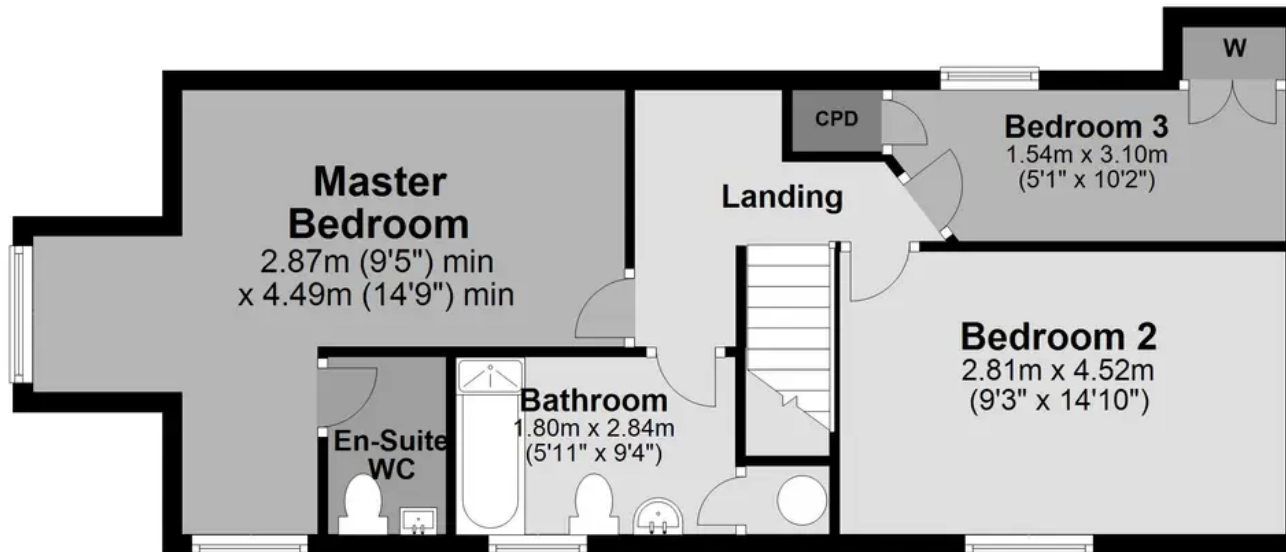 Master
Bedroom
2.87m (9'5") min
x 4.49m (14'9") min
Landing
CPD
W
Bedroom 3
1.54m x 3.10m
(5'1" x 10'2")
Bedroom 2
2.81m x 4.52m
(9'3" x 14'10")
Bathroom
1.80m x 2.84m
(5'11" x 9'4")
En-Suite
WC